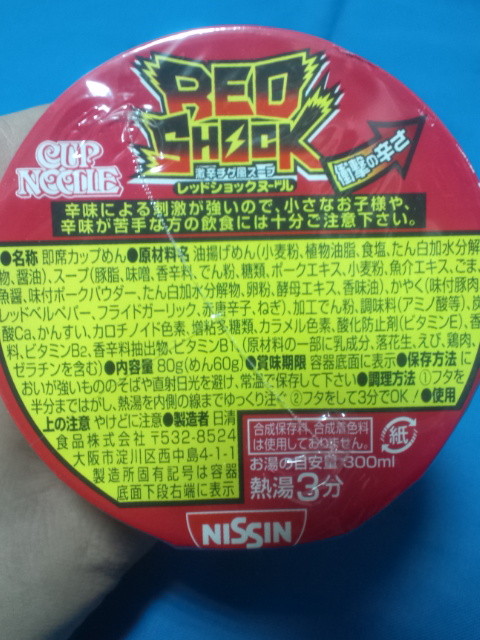 RED
SHOCK
CUP
NOODLE
激辛チゲ風スープ
レッドショックヌードル
衝撃の辛さ
辛味による刺激が強いので、小さなお子様や、
辛味が苦手な方の飲食には十分ご注意下さい。
●名称 即席カップめん●原材料名 油揚げめん(小麦粉、植物油脂、食塩、たん白加水分解
物、醤油)、スープ(豚脂、味噌、香辛料、でん粉、糖類、ポークエキス、小麦粉、魚介エキス、ごま、
魚醤、味付ポークパウダー、たん白加水分解物、卵粉、酵母エキス、香味油)、かやく(味付豚肉、
レッドベルペパー、フライドガーリック、赤唐辛子、ねぎ)、加工でん粉、調味料(アミノ酸等)、炭
酸Ca、かんすい、カロチノイド色素、増粘多糖類、カラメル色素、酸化防止剤(ビタミンE)、香
料、ビタミンB2、香辛料抽出物、ビタミンB1、(原材料の一部に乳成分、落花生、えび、鶏肉、
ゼラチンを含む)●内容量 80g(めん60g)●賞味期限 容器底面に表示●保存方法 に
おいが強いもののそばや直射日光を避け、常温で保存して下さい●調理方法 ①フタを
半分まではがし、熱湯を内側の線までゆっくり注ぐ ②フタをして3分でOK!●使用
上の注意 やけどに注意●製造者 日清
食品株式会社 〒532-8524
大阪市淀川区西中島4-1-1
製造所固有記号は容器
底面下段右端に表示
合成保存料、合成着色料
は使用しておりません。
紙
お湯の目安量 300ml
熱湯3分
NISSIN